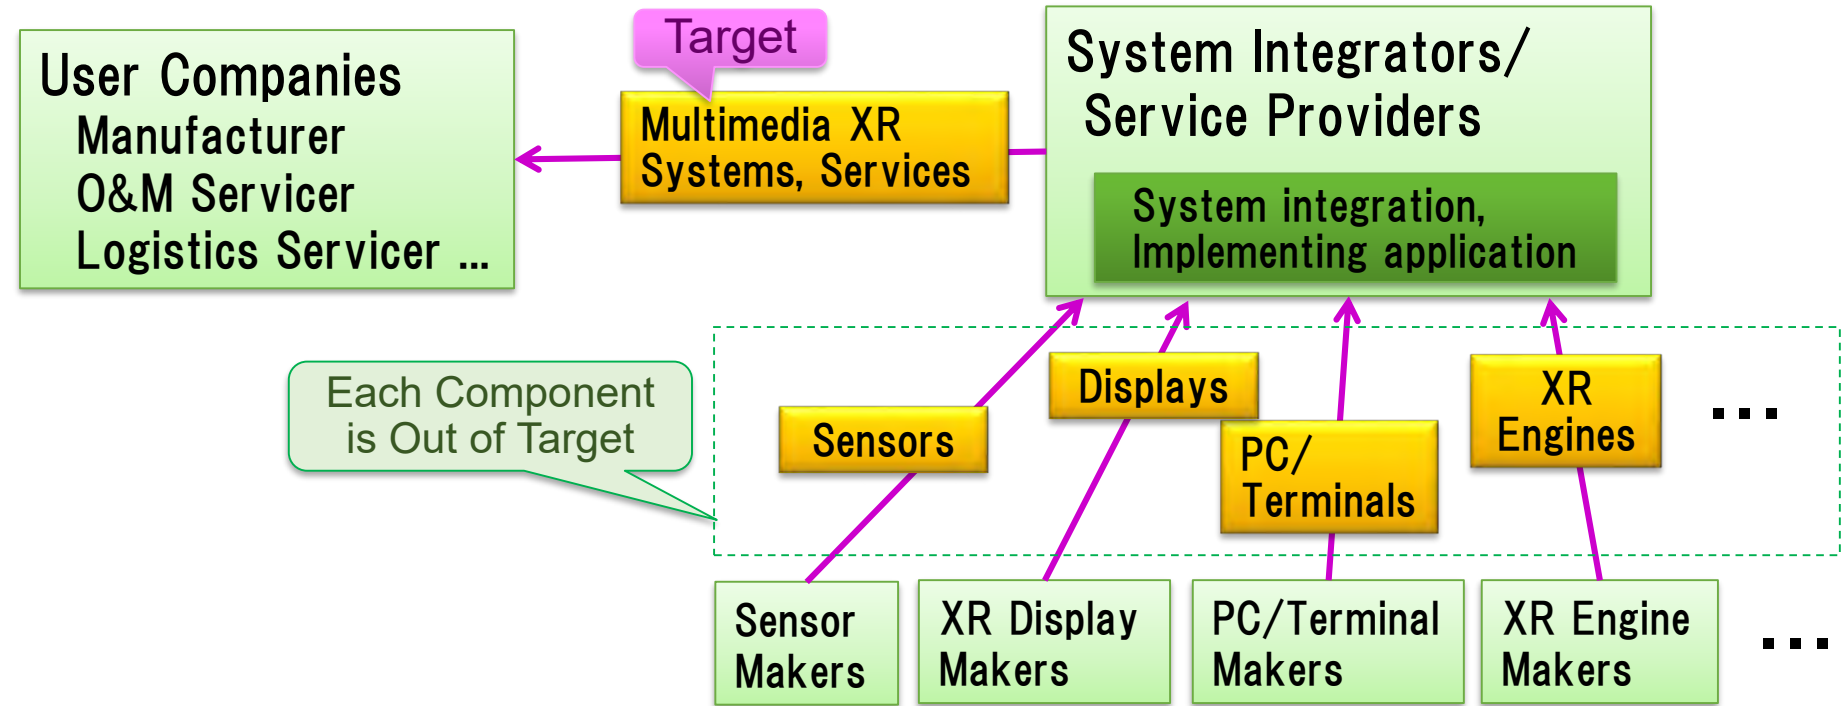 Target
User Companies
Manufacturer
O&M Servicer
Logistics Servicer ...
Multimedia XR
Systems, Services
System Integrators/
Service Providers
System integration,
Implementing application
Each Component
is Out of Target
Sensors
Displays
PC/
Terminals
XR
Engines
...
Sensor
Makers
XR Display
Makers
PC/Terminal
Makers
XR Engine
Makers
...